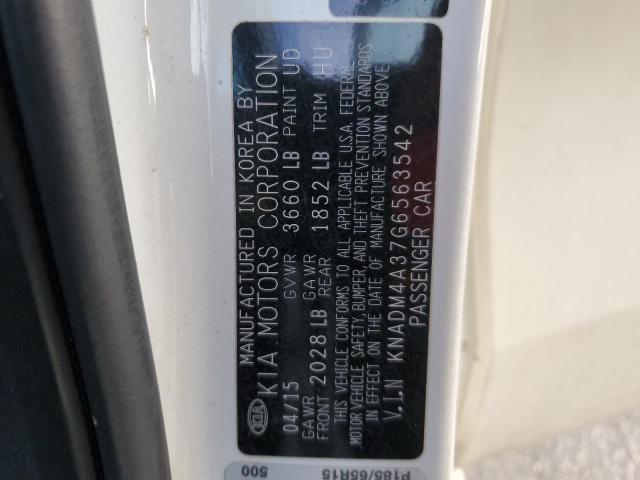 KIA
MANUFACTURED IN KOREA BY
KIA MOTORS CORPORATION
04/15 GVWR 3660 LB PAINT UD
GAWR FRONT 2028 LB GAWR REAR 1852 LB TRIM HU
THIS VEHICLE CONFORMS TO ALL APPLICABLE U.S.A. FEDERAL
MOTOR VEHICLE SAFETY, BUMPER, AND THEFT PREVENTION STANDARDS
IN EFFECT ON THE DATE OF MANUFACTURE SHOWN ABOVE
V.I.N KNADM4A37G6563542
PASSENGER CAR
P185/65R15
500